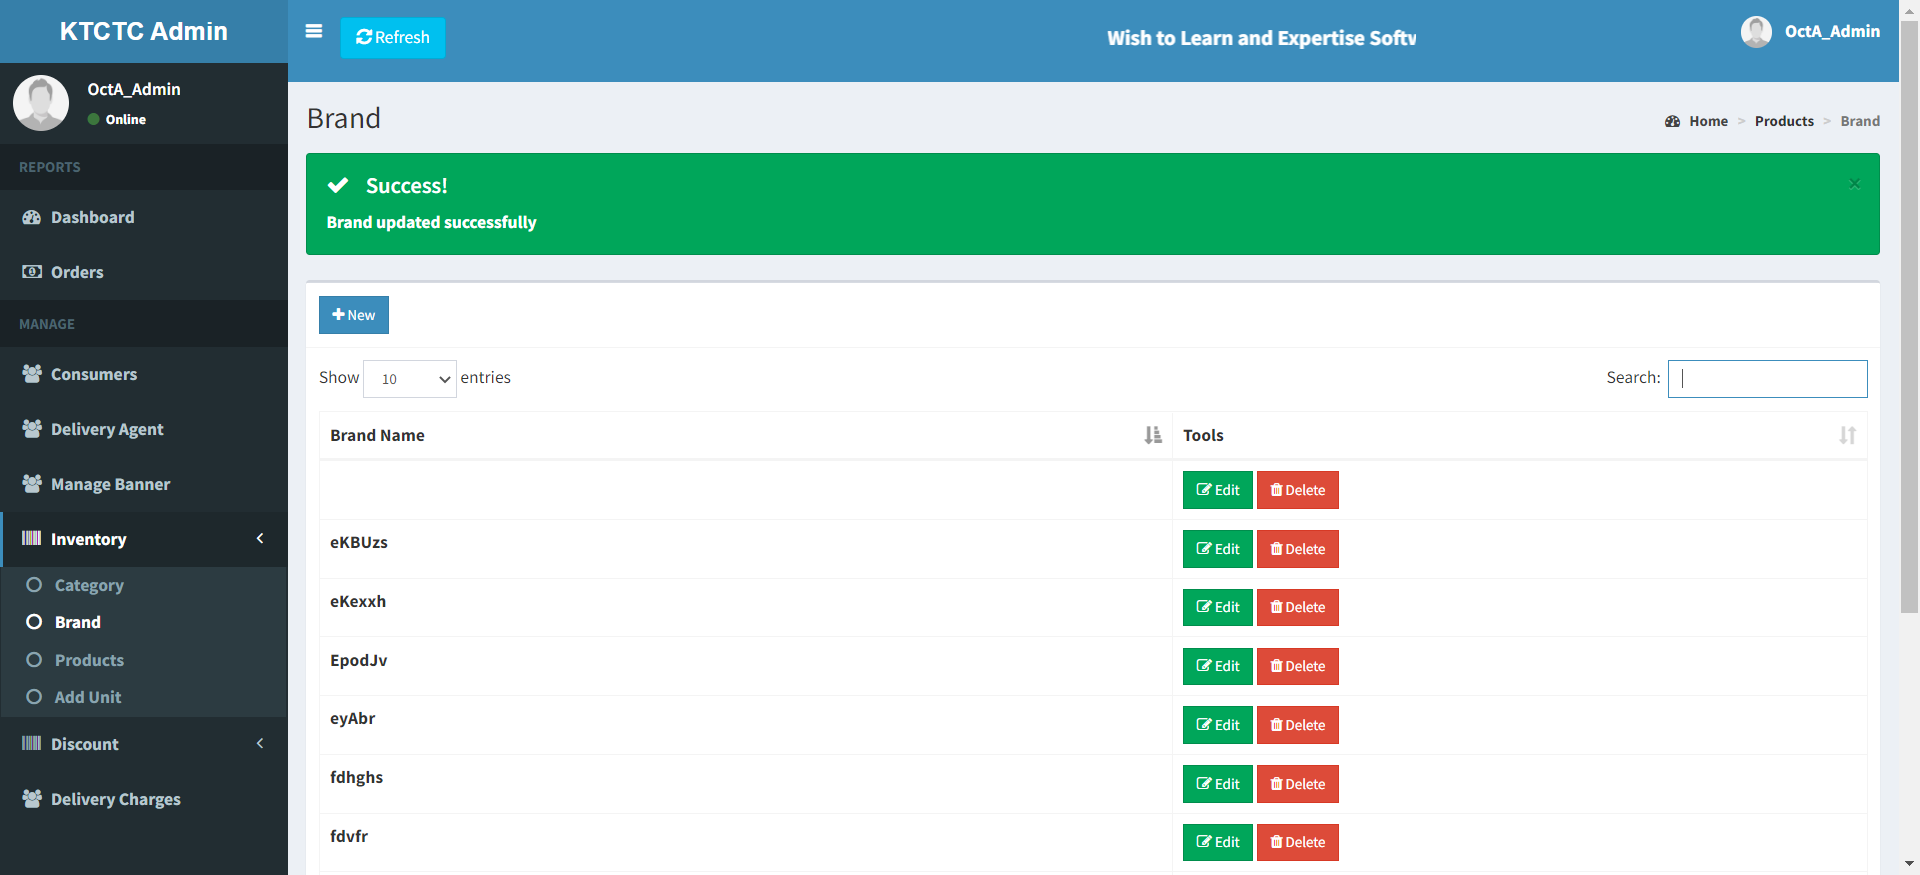 KTCTC Admin
Refresh
Wish to Learn and Expertise Softv
OctA_Admin
OctA_Admin
Online
REPORTS
Dashboard
Orders
MANAGE
Consumers
Delivery Agent
Manage Banner
Inventory
Category
Brand
Products
Add Unit
Discount
Delivery Charges
Brand
Home > Products > Brand
Success!
×
Brand updated successfully
New
Show 10 entries
Search:
Brand Name Tools
Edit Delete
eKBUzs Edit Delete
eKexxh Edit Delete
EpodJv Edit Delete
eyAbr Edit Delete
fdhghs Edit Delete
fdvfr Edit Delete